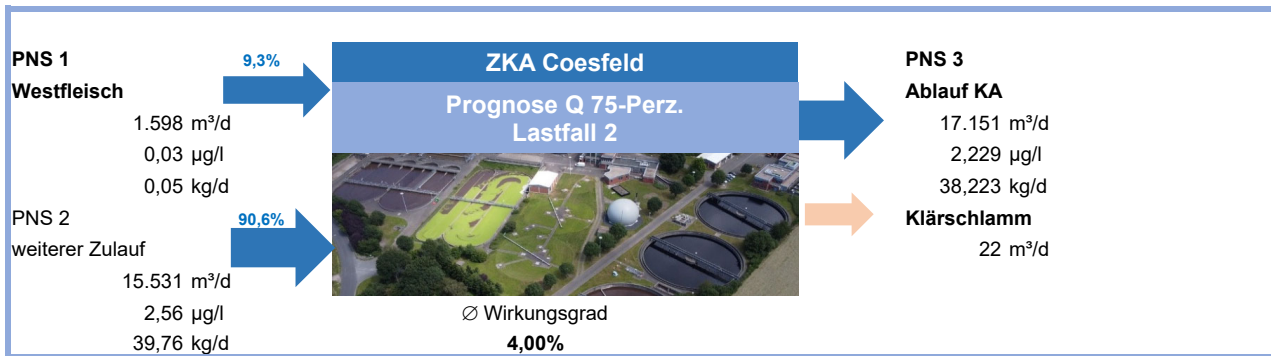 PNS 1
Westfleisch
1.598 m³/d
0,03 µg/l
0,05 kg/d
9,3%
PNS 2
weiterer Zulauf
15.531 m³/d
2,56 µg/l
39,76 kg/d
90,6%
ZKA Coesfeld
Prognose Q 75-Perz.
Lastfall 2
∅ Wirkungsgrad
4,00%
PNS 3
Ablauf KA
17.151 m³/d
2,229 µg/l
38,223 kg/d
Klärschlamm
22 m³/d